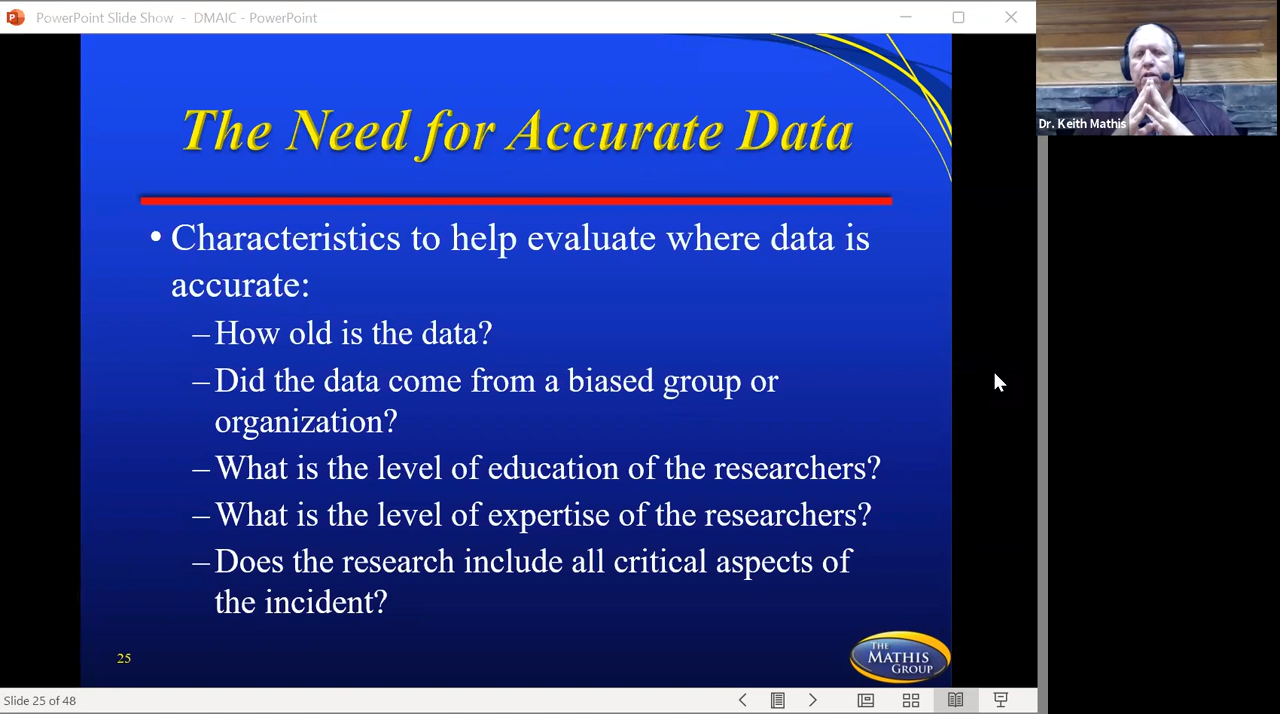 PowerPoint Slide Show - DMAIC - PowerPoint
The Need for Accurate Data
• Characteristics to help evaluate where data is
accurate:
–How old is the data?
–Did the data come from a biased group or
organization?
–What is the level of education of the researchers?
–What is the level of expertise of the researchers?
–Does the research include all critical aspects of
the incident?
25
THE
MATHIS
GROUP
Slide 25 of 48
Dr. Keith Mathis